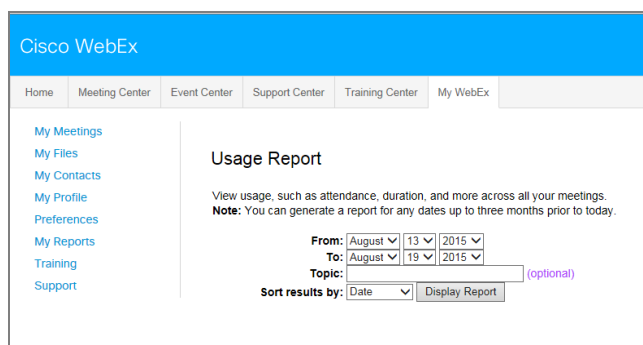 Cisco WebEx
Home Meeting Center Event Center Support Center Training Center My WebEx
My Meetings
My Files
My Contacts
My Profile
Preferences
My Reports
Training
Support
Usage Report
View usage, such as attendance, duration, and more across all your meetings.
Note: You can generate a report for any dates up to three months prior to today.
From: August 13 2015
To: August 19 2015
Topic: (optional)
Sort results by: Date Display Report